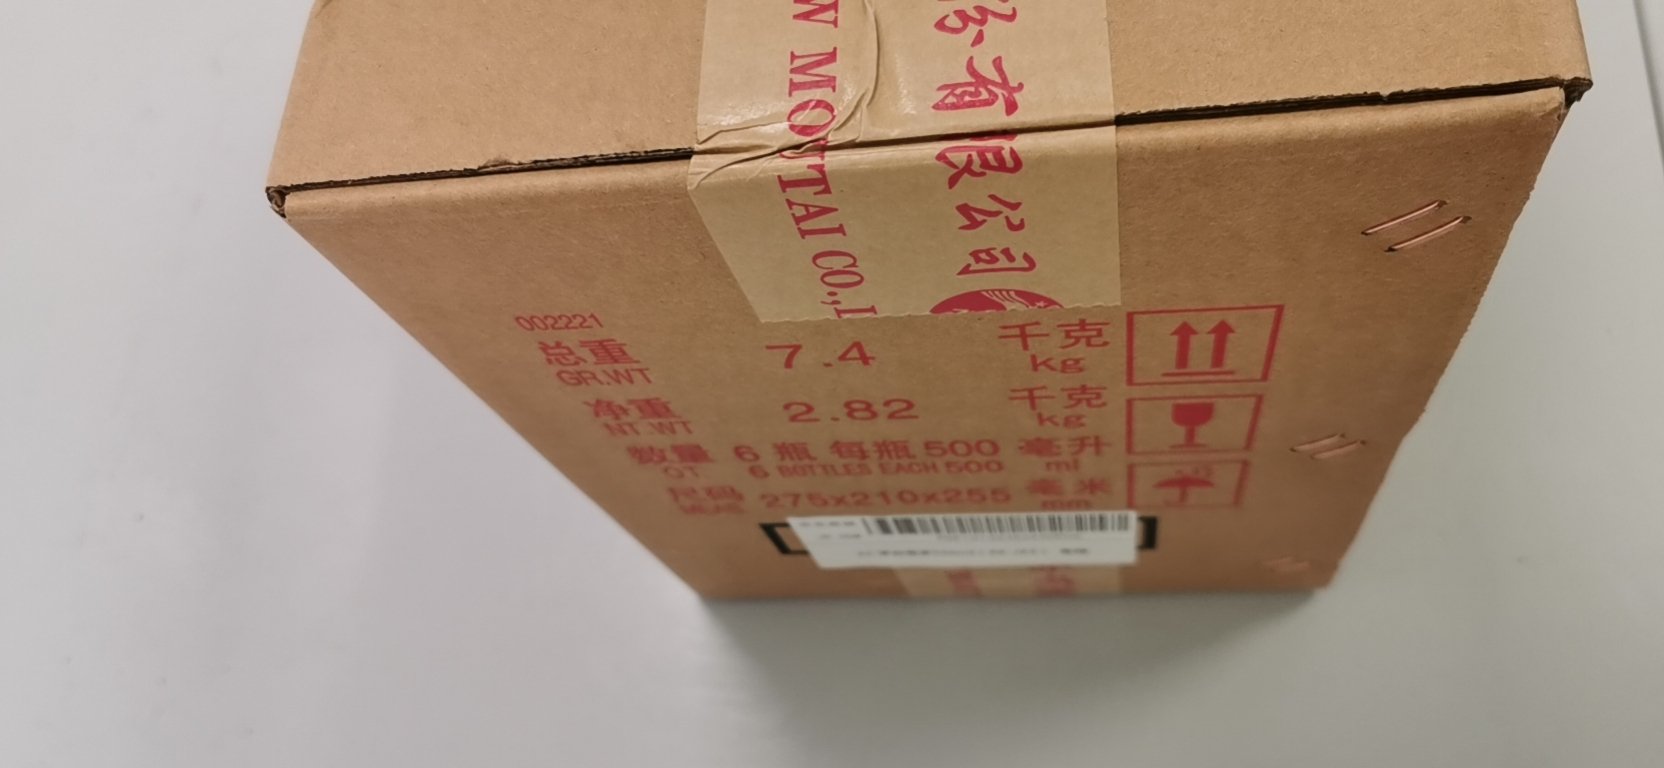 W MOUTAI CO.,L
份有限公司
002221
总重 7.4 千克
GR.WT kg
净重 2.82 千克
NT.WT kg
数量 6 瓶 每瓶 500 毫升
QT 6 BOTTLES EACH 500 ml
尺码 275x210x255 毫米
MEAS mm